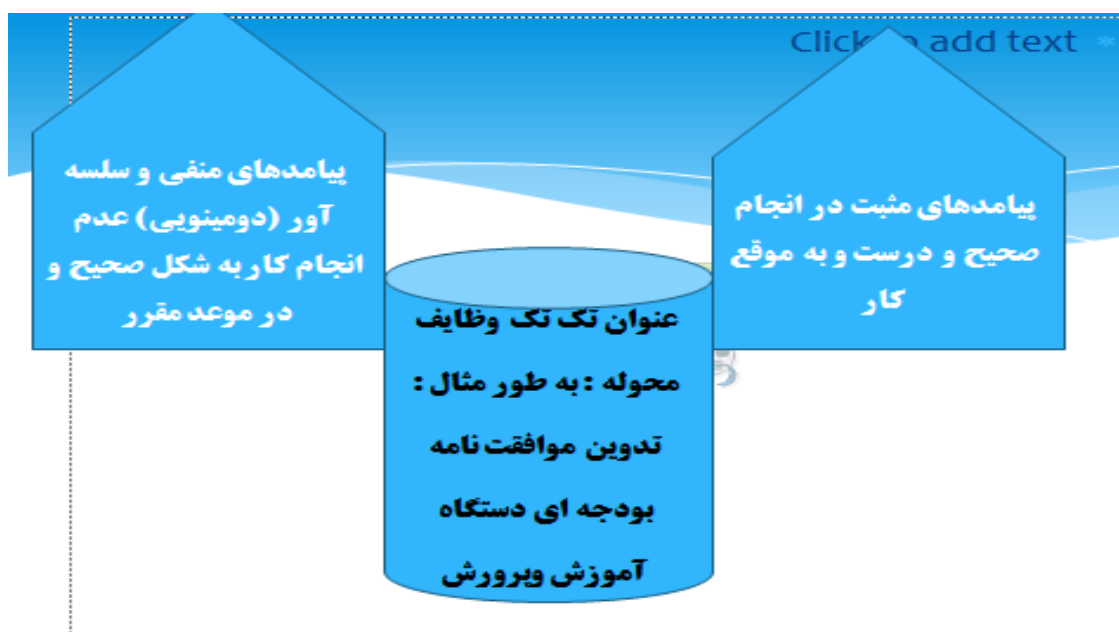 Click to add text
پیامدهای مثبت در انجام
صحیح و درست و به موقع
کار
پیامدهای منفی و سلسه
آور (دومینویی) عدم
انجام کار به شکل صحیح و
در موعد مقرر
عنوان تک تک وظایف
محوله : به طور مثال :
تدوین موافقت نامه
بودجه ای دستگاه
آموزش وپرورش